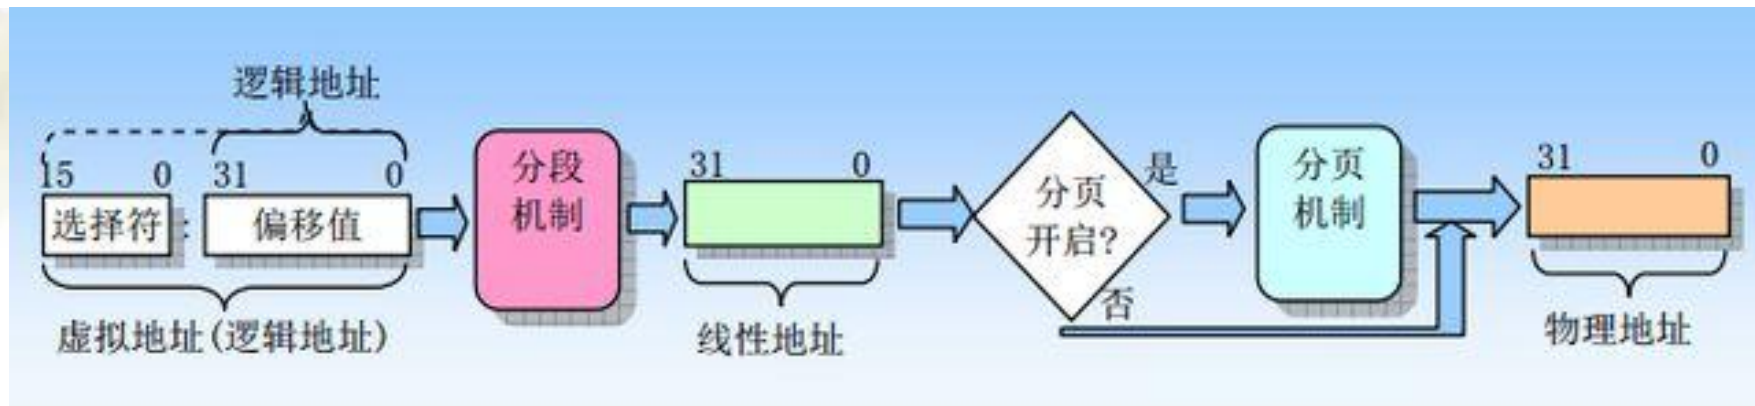 逻辑地址
15 0 31 0
选择符 : 偏移值
虚拟地址(逻辑地址)
分段
机制
31 0
线性地址
分页
开启?
是
否
分页
机制
31 0
物理地址